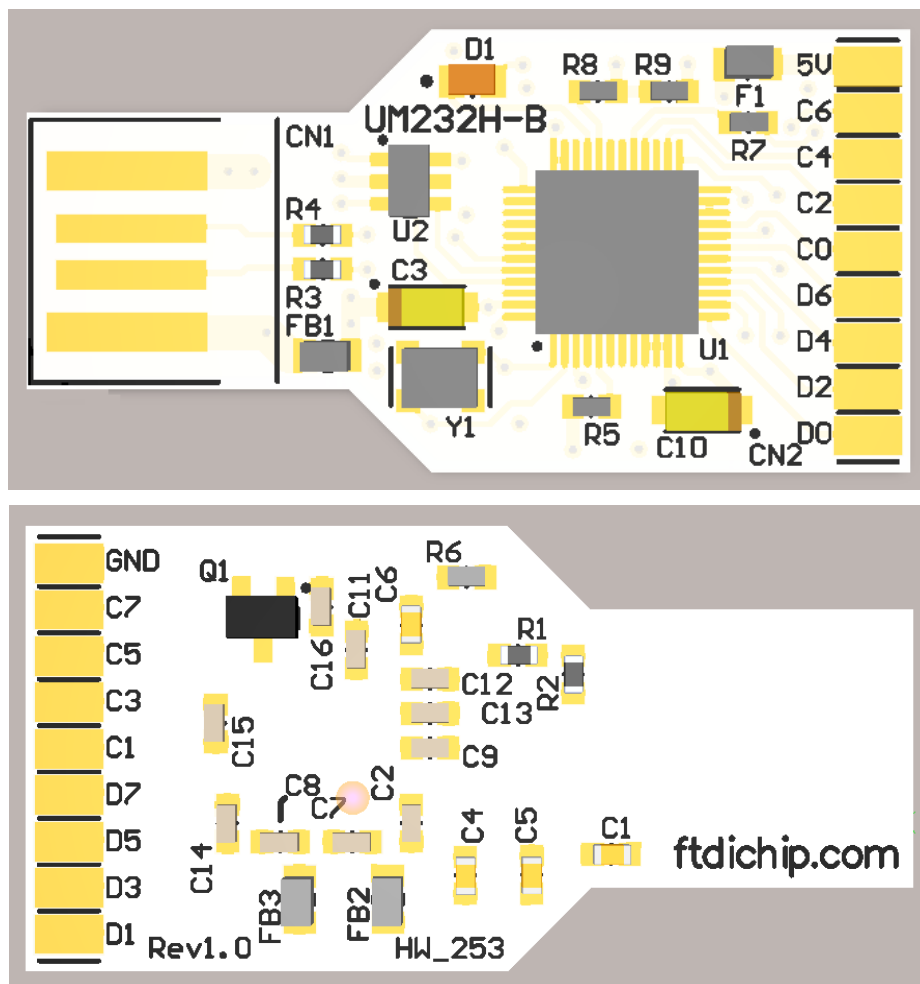 D1
R8 R9
5V
F1
C6
UM232H-B
CN1
R7
C4
R4
C2
U2
C0
C3
R3
D6
FB1
D4
U1
D2
Y1
R5
C10
D0
CN2
GND
Q1
R6
C6
C11
C7
R1
C16
C5
R2
C12
C3
C13
C15
C1
C9
D7
C8
C2
C7
D5
C4
C5
C1
ftdichip.com
C14
D3
FB3
FB2
D1
Rev1.0
HW_253